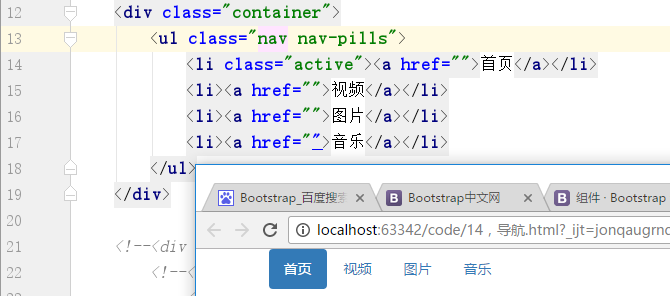 12 <div class="container">
13 <ul class="nav nav-pills">
14 <li class="active"><a href="">首页</a></li>
15 <li><a href="">视频</a></li>
16 <li><a href="">图片</a></li>
17 <li><a href="">音乐</a></li>
18 </ul>
19 </div>
20
21 <!--<div
22 <!--<
Bootstrap_百度搜索
Bootstrap中文网
组件 · Bootstrap
localhost:63342/code/14，导航.html?_ijt=jonqaugrnc
首页 视频 图片 音乐